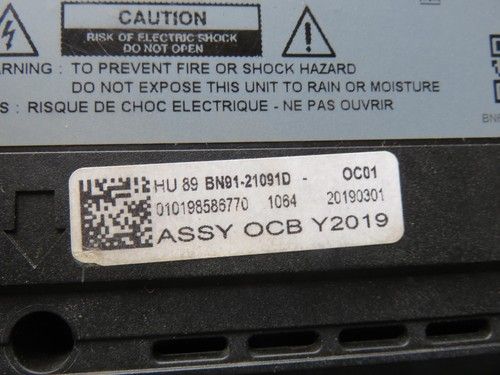 CAUTION
RISK OF ELECTRIC SHOCK
DO NOT OPEN
: TO PREVENT FIRE OR SHOCK HAZARD
DO NOT EXPOSE THIS UNIT TO RAIN OR MOISTURE
: RISQUE DE CHOC ELECTRIQUE - NE PAS OUVRIR
HU 89 BN91-21091D - OC01
010198586770 1064 20190301
ASSY OCB Y2019